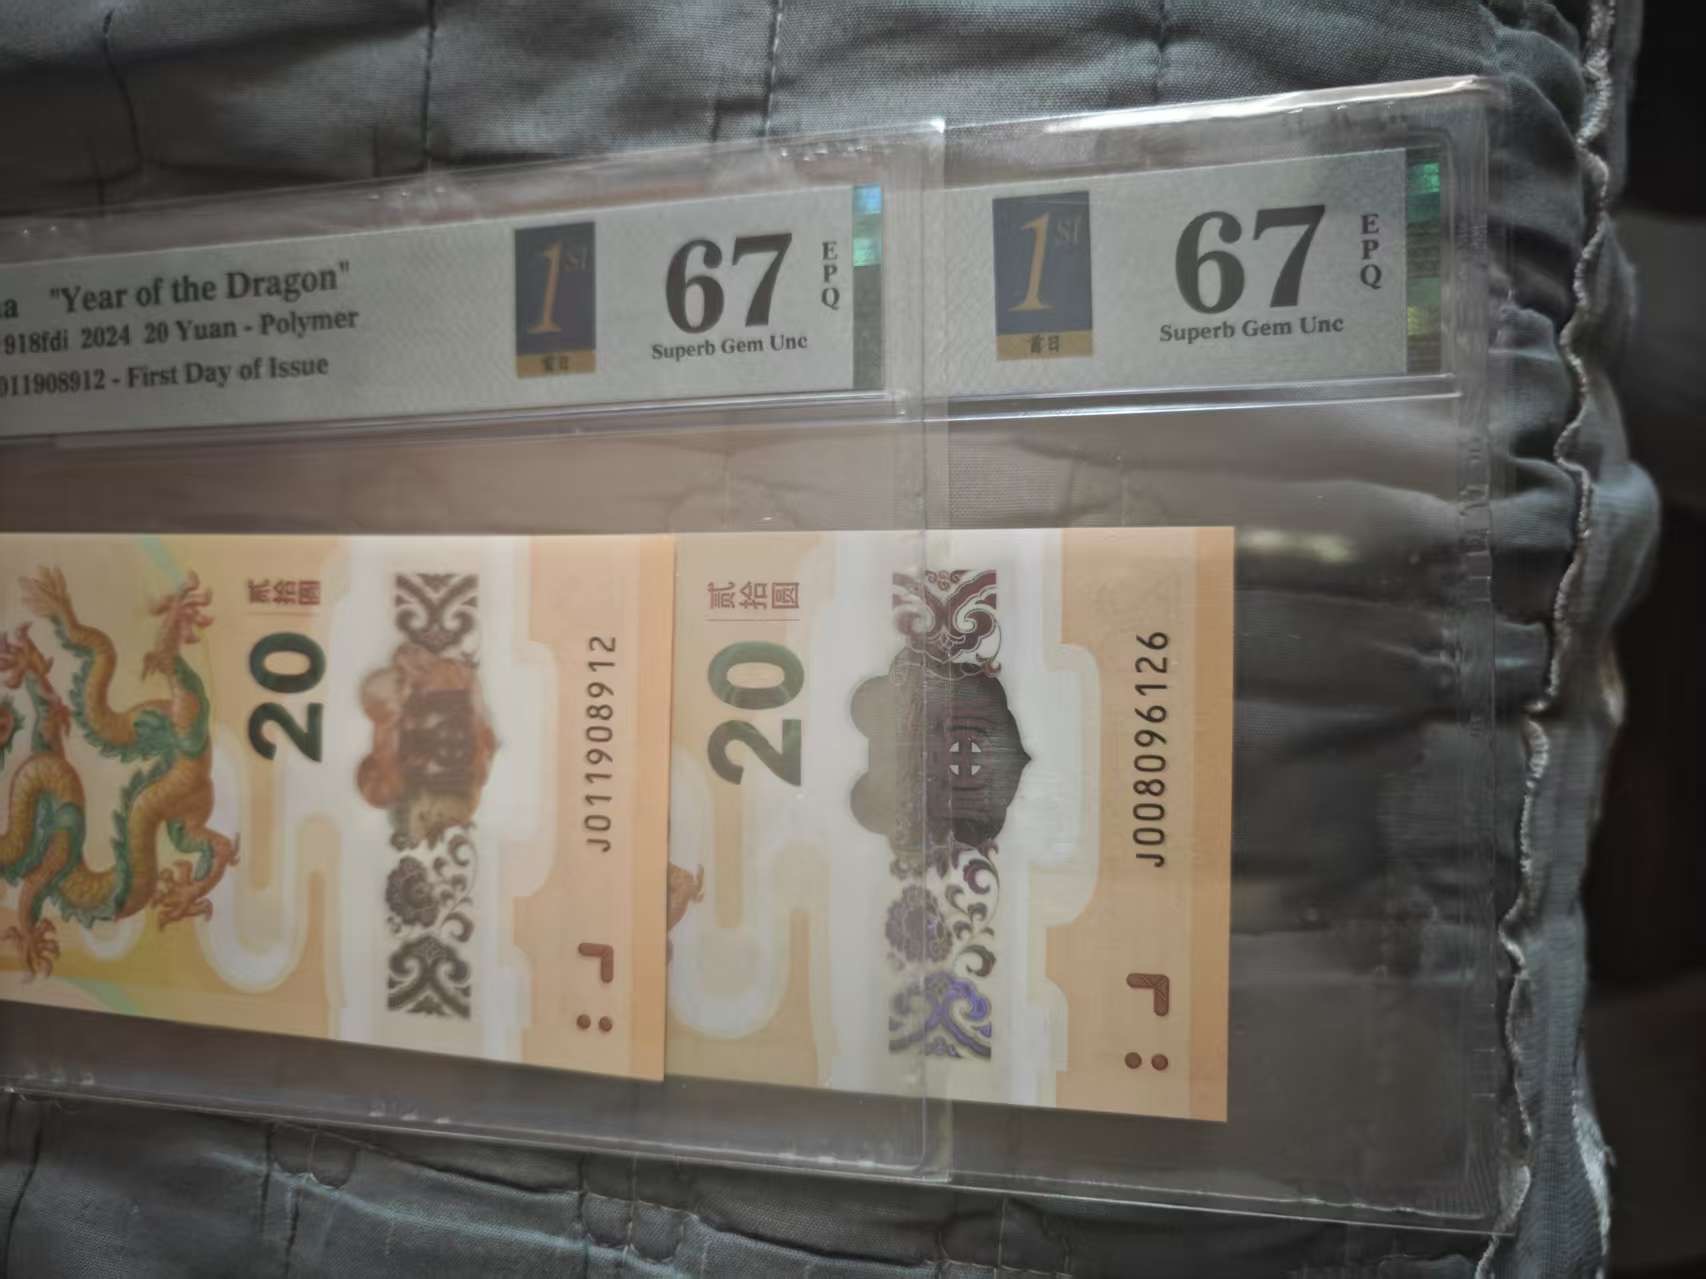 "Year of the Dragon"
918fdi 2024 20 Yuan - Polymer
011908912 - First Day of Issue
1st
首日
67
EPQ
Superb Gem Unc
1st
首日
67
EPQ
Superb Gem Unc
贰拾圆
20
J011908912
贰拾圆
20
J008096126